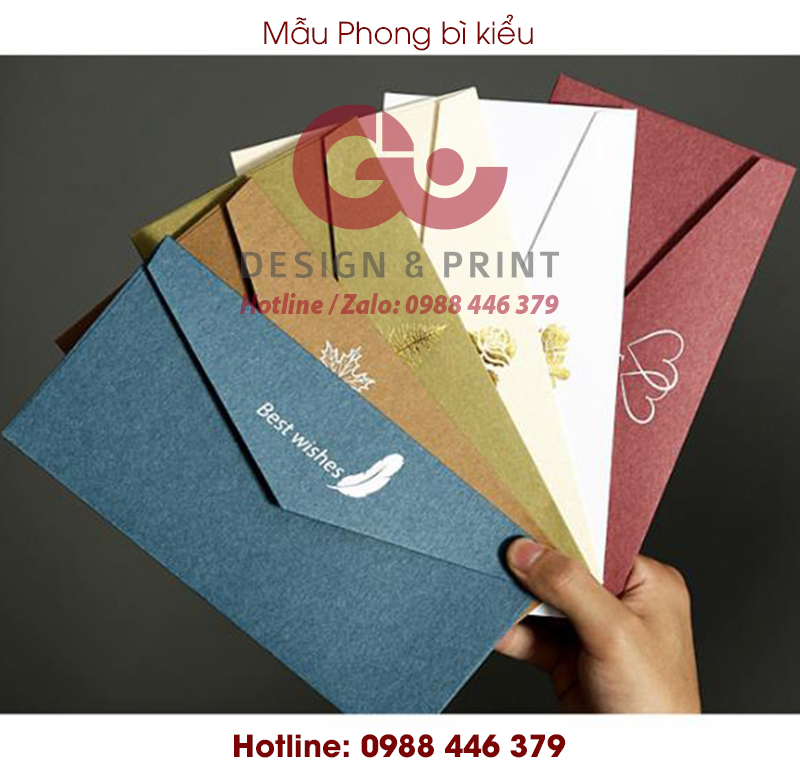 Mẫu Phong bì kiểu
DESIGN & PRINT
Hotline / Zalo: 0988 446 379
Best wishes
Hotline: 0988 446 379